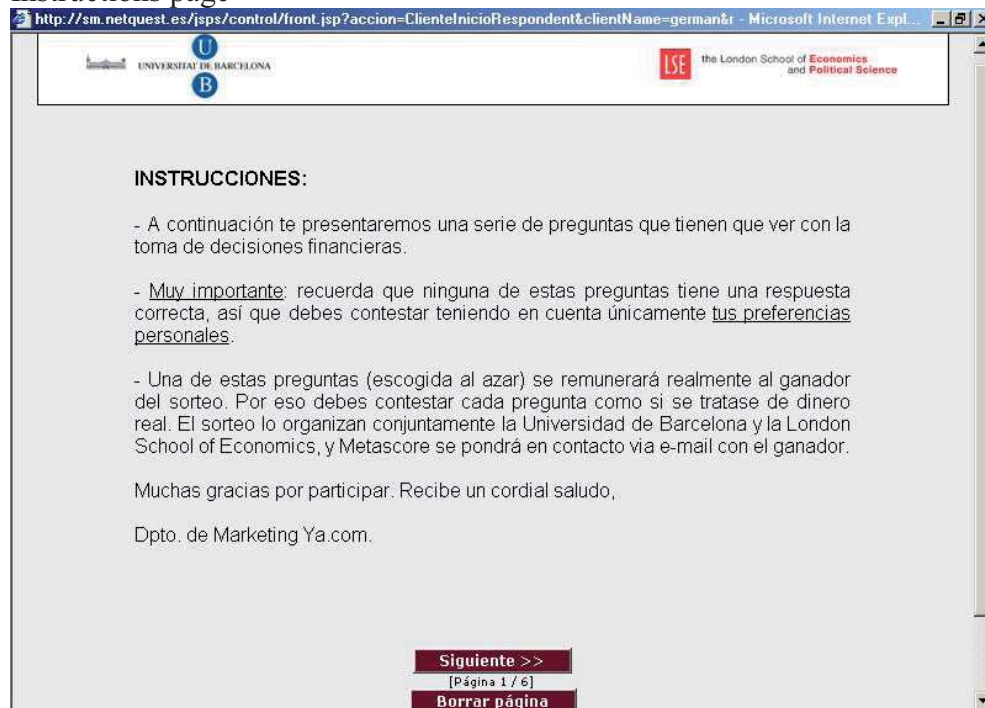 instructions page
http://sm.netquest.es/jsps/control/front.jsp?accion=ClienteInicioRespondent&clientName=german&r - Microsoft Internet Expl...
U
UNIVERSITAT DE BARCELONA
B
LSE
the London School of Economics
and Political Science
INSTRUCCIONES:
- A continuación te presentaremos una serie de preguntas que tienen que ver con la
toma de decisiones financieras.
- Muy importante: recuerda que ninguna de estas preguntas tiene una respuesta
correcta, así que debes contestar teniendo en cuenta únicamente tus preferencias
personales.
- Una de estas preguntas (escogida al azar) se remunerará realmente al ganador
del sorteo. Por eso debes contestar cada pregunta como si se tratase de dinero
real. El sorteo lo organizan conjuntamente la Universidad de Barcelona y la London
School of Economics, y Metascore se pondrá en contacto via e-mail con el ganador.
Muchas gracias por participar. Recibe un cordial saludo,
Dpto. de Marketing Ya.com.
Siguiente >>
[Página 1 / 6]
Borrar página